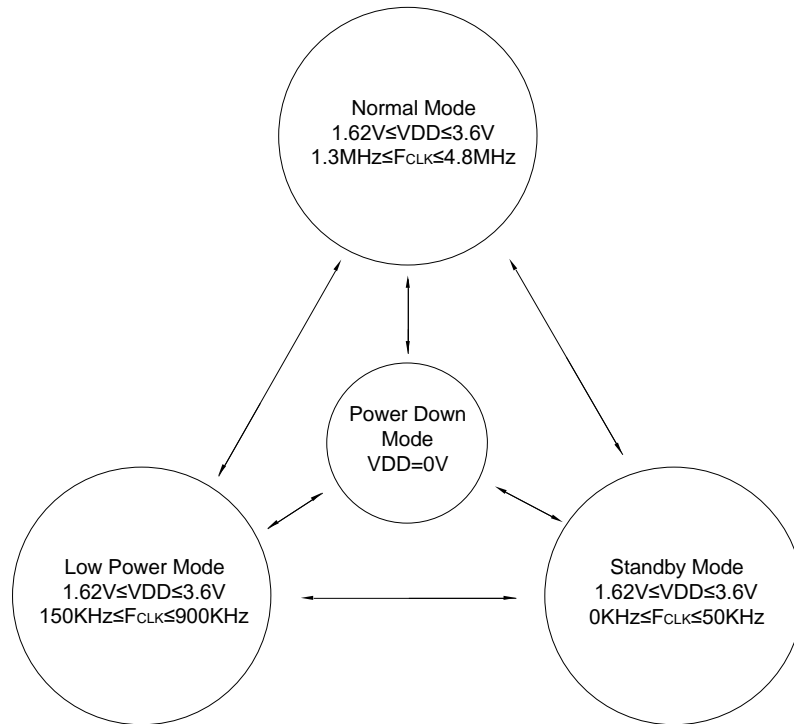 Normal Mode
1.62V≤VDD≤3.6V
1.3MHz≤FCLK≤4.8MHz
Power Down
Mode
VDD=0V
Low Power Mode
1.62V≤VDD≤3.6V
150KHz≤FCLK≤900KHz
Standby Mode
1.62V≤VDD≤3.6V
0KHz≤FCLK≤50KHz